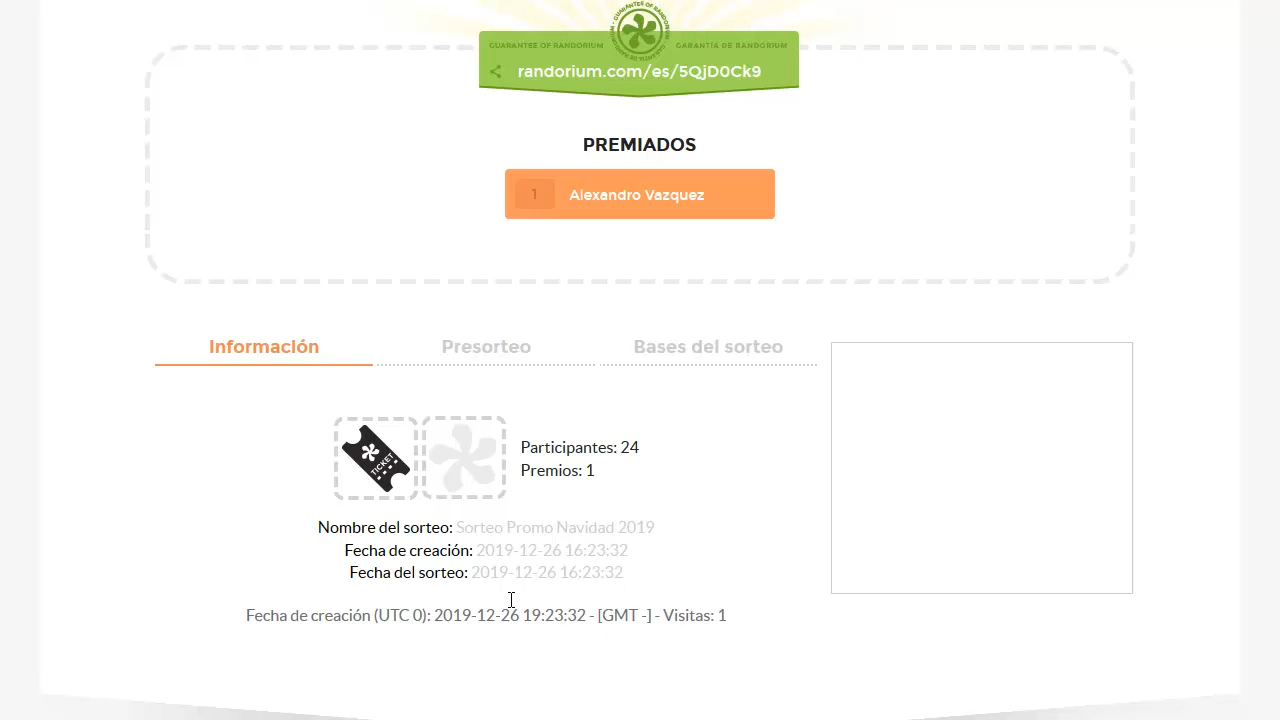 GUARANTEE OF RANDORIUM GARANTÍA DE RANDORIUM
randorium.com/es/5QjD0Ck9
PREMIADOS
1 Alexandro Vazquez
Información Presorteo Bases del sorteo
TICKET
Participantes: 24
Premios: 1
Nombre del sorteo: Sorteo Promo Navidad 2019
Fecha de creación: 2019-12-26 16:23:32
Fecha del sorteo: 2019-12-26 16:23:32
Fecha de creación (UTC 0): 2019-12-26 19:23:32 - [GMT -] - Visitas: 1